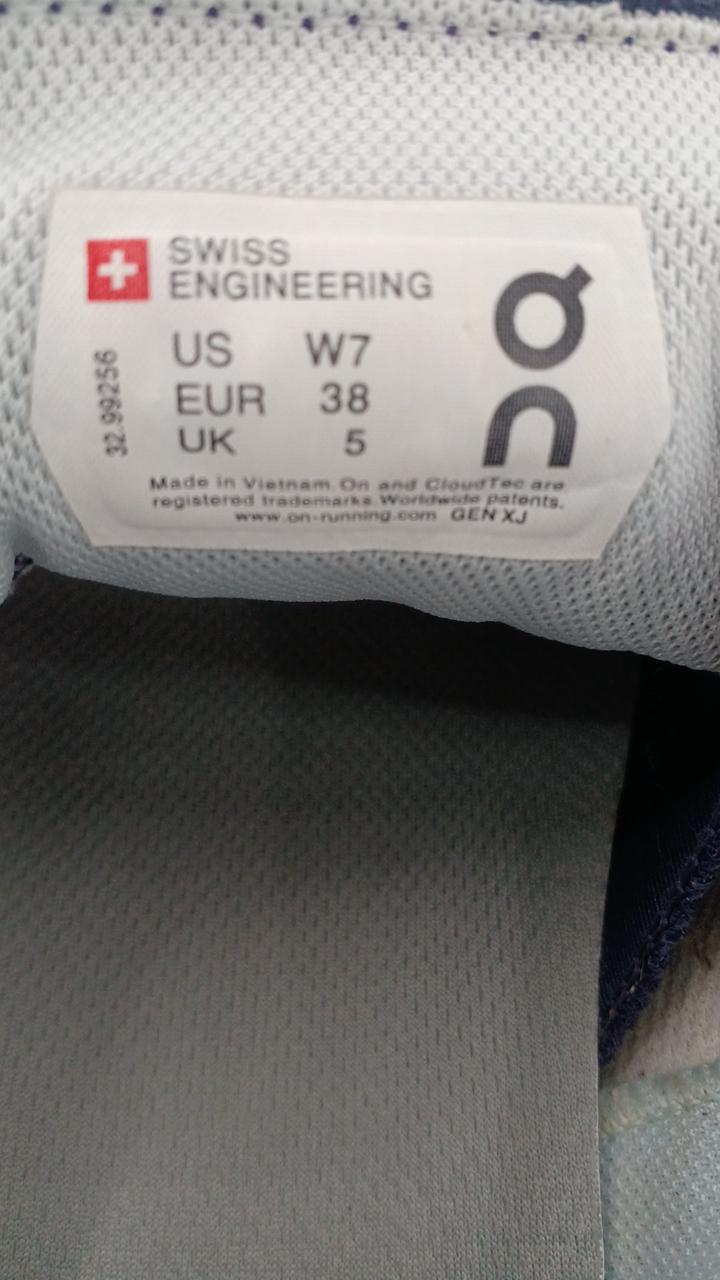 SWISS
ENGINEERING
US W7
EUR 38
UK 5
32.99256
On
Made in Vietnam. On and CloudTec are
registered trademarks. Worldwide patents.
www.on-running.com GEN XJ